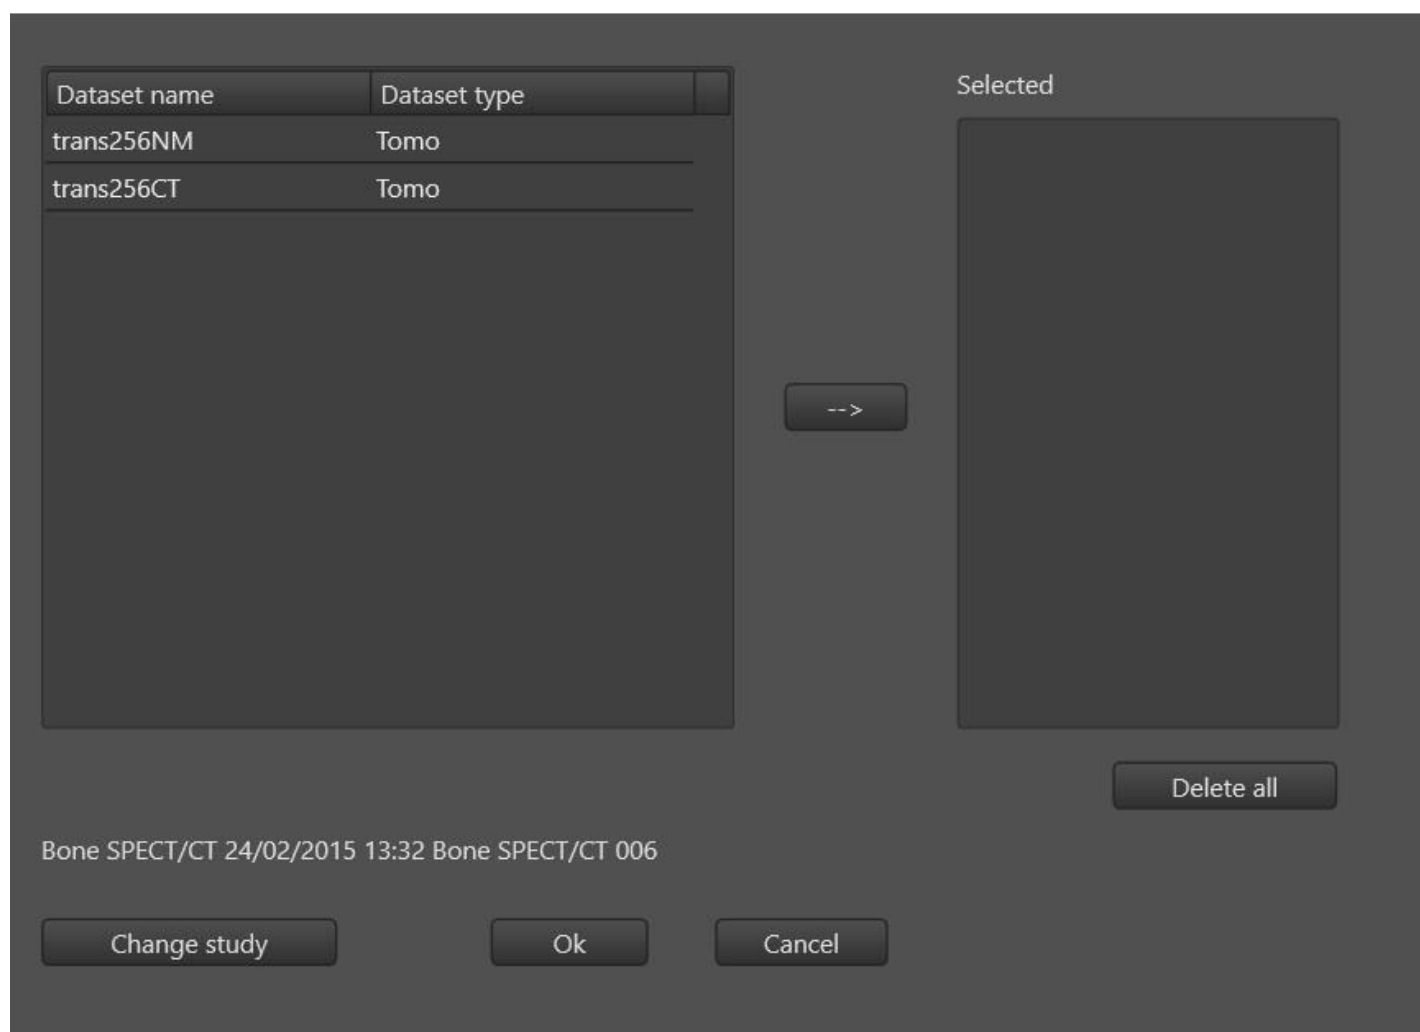 Dataset name Dataset type
trans256NM Tomo
trans256CT Tomo
Selected
-->
Delete all
Bone SPECT/CT 24/02/2015 13:32 Bone SPECT/CT 006
Change study Ok Cancel